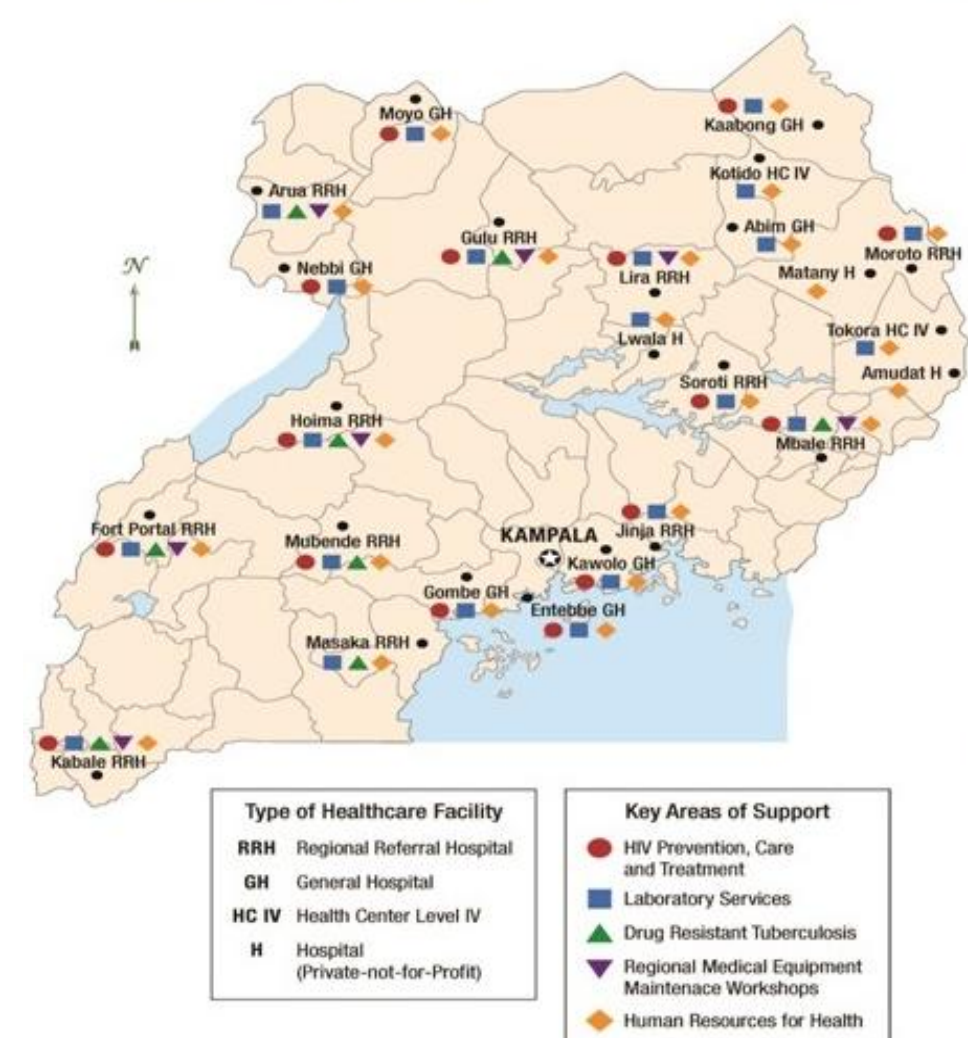 Moyo GH
Kaabong GH
Kotido HC IV
Arua RRH
Abim GH
Gulu RRH
Moroto RRH
Nebbi GH
Lira RRH
Matany H
N
Lwala H
Tokora HC IV
Amudat H
Soroti RRH
Hoima RRH
Mbale RRH
Fort Portal RRH
Mubende RRH
KAMPALA
Jinja RRH
Kawolo GH
Gombe GH
Entebbe GH
Masaka RRH
Kabale RRH
Type of Healthcare Facility
RRH Regional Referral Hospital
GH General Hospital
HC IV Health Center Level IV
H Hospital
(Private-not-for-Profit)
Key Areas of Support
HIV Prevention, Care
and Treatment
Laboratory Services
Drug Resistant Tuberculosis
Regional Medical Equipment
Maintenace Workshops
Human Resources for Health